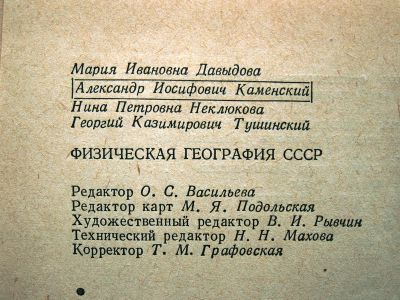 Мария Ивановна Давыдова
Александр Иосифович Каменский
Нина Петровна Неклюкова
Георгий Казимирович Тушинский
ФИЗИЧЕСКАЯ ГЕОГРАФИЯ СССР
Редактор О. С. Васильева
Редактор карт М. Я. Подольская
Художественный редактор В. И. Рывчин
Технический редактор Н. Н. Махова
Корректор Т. М. Графовская